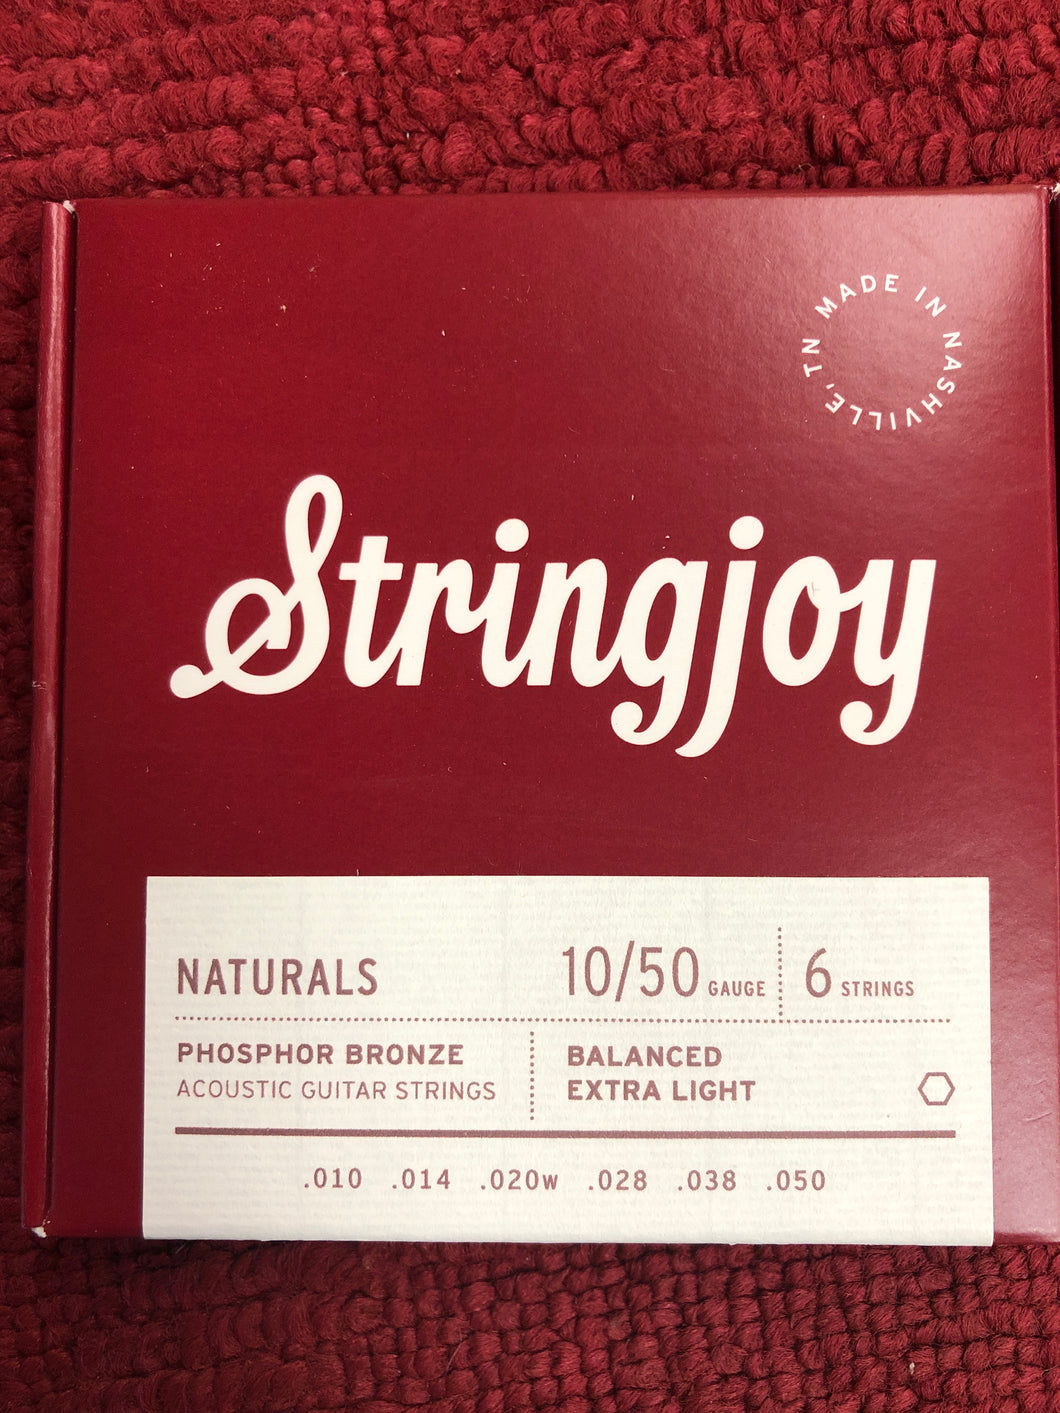 MADE IN NASHVILLE, TN
Stringjoy
NATURALS
10/50 GAUGE
6 STRINGS
PHOSPHOR BRONZE
ACOUSTIC GUITAR STRINGS
BALANCED
EXTRA LIGHT
.010 .014 .020w .028 .038 .050